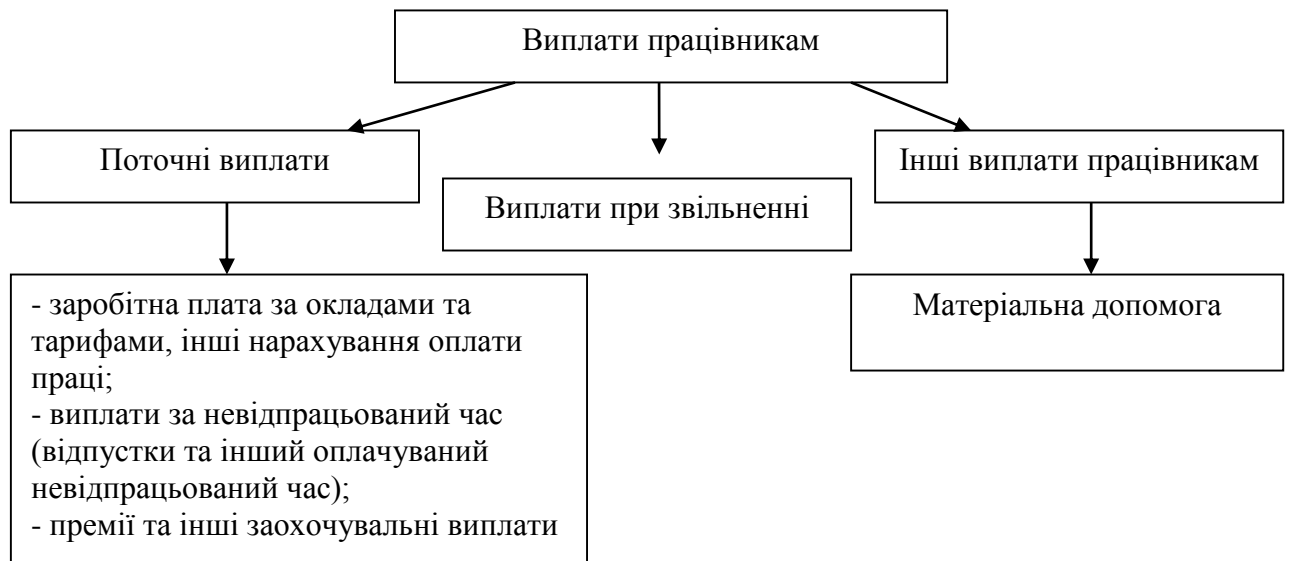 Виплати працівникам
Поточні виплати
Виплати при звільненні
Інші виплати працівникам
- заробітна плата за окладами та
тарифами, інші нарахування оплати
праці;
- виплати за невідпрацьований час
(відпустки та інший оплачуваний
невідпрацьований час);
- премії та інші заохочувальні виплати
Матеріальна допомога